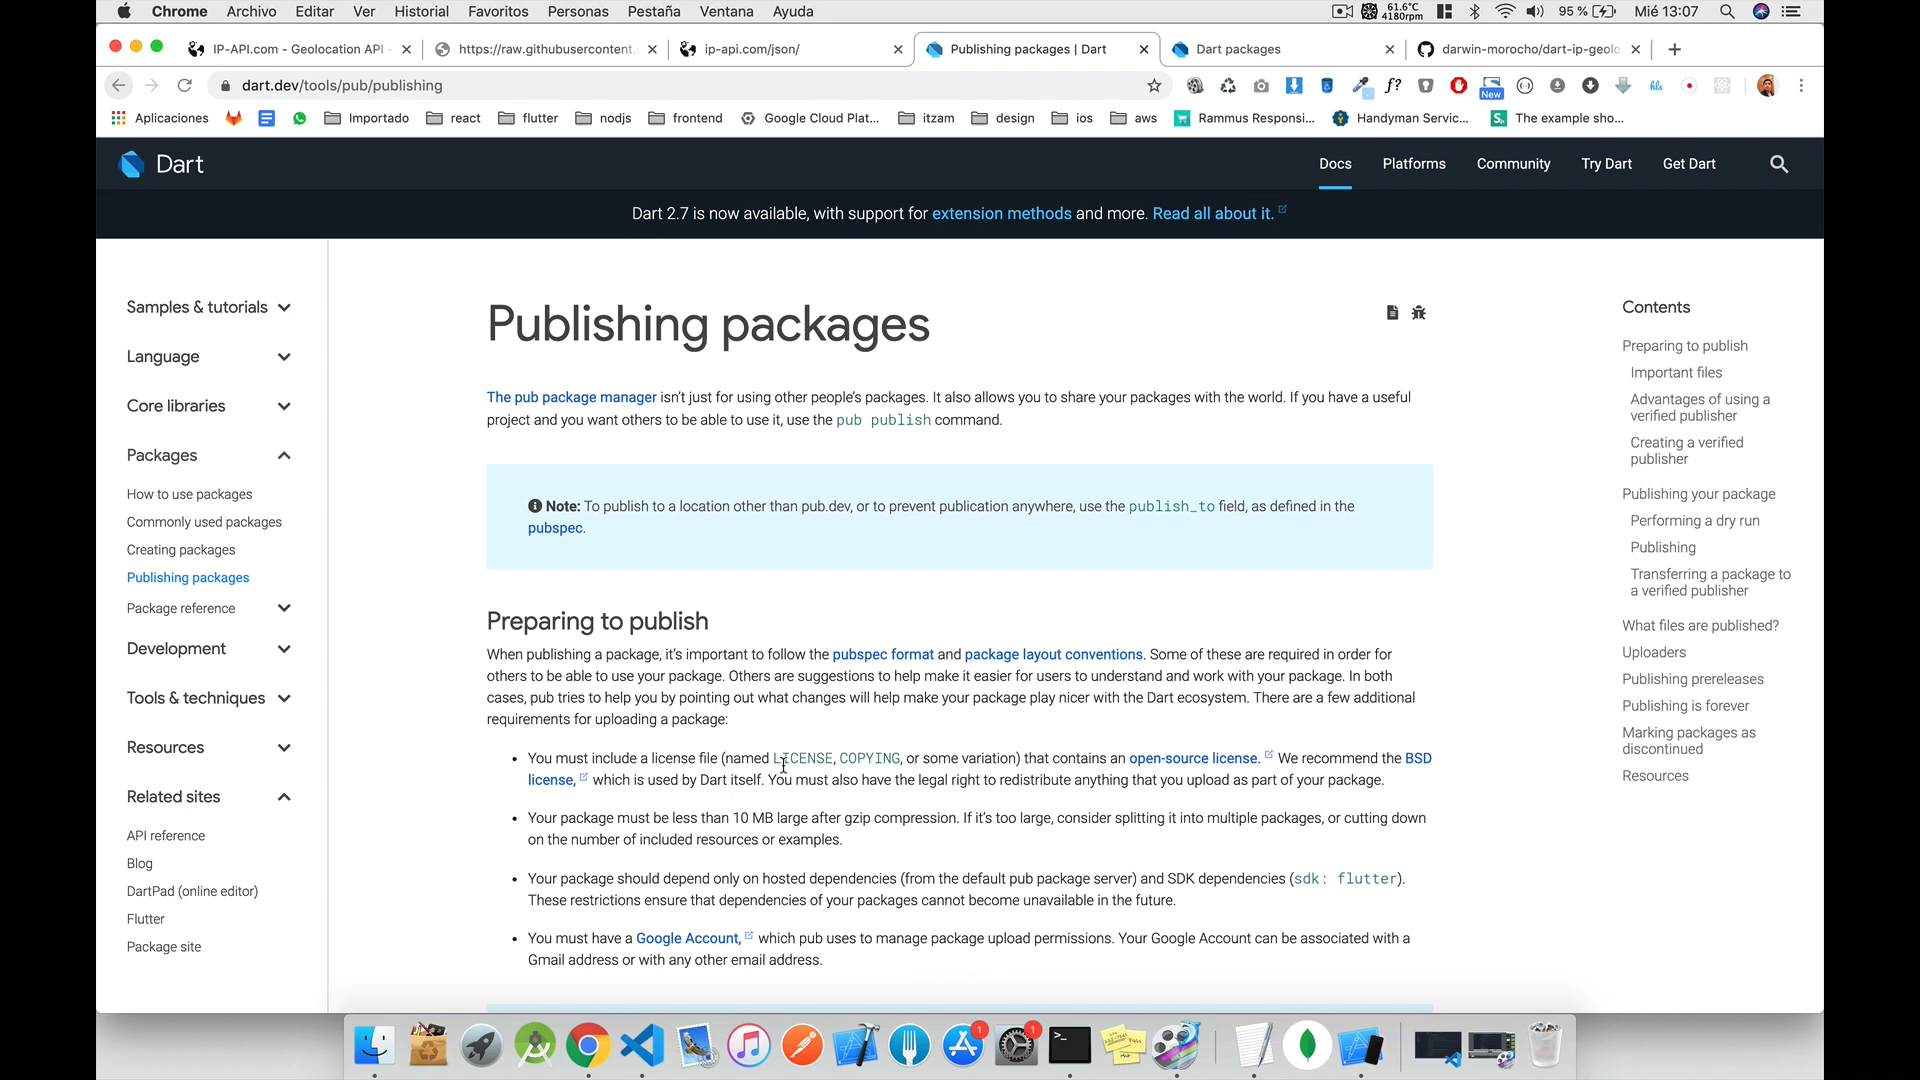 Chrome Archivo Editar Ver Historial Favoritos Personas Pestaña Ventana Ayuda 61.6°C 4180rpm 95 % Mié 13:07
IP-API.com - Geolocation API - https://raw.githubusercontent. ip-api.com/json/ Publishing packages | Dart Dart packages darwin-morocho/dart-ip-geolo
dart.dev/tools/pub/publishing f? New hls
Aplicaciones Importado react flutter nodjs frontend Google Cloud Plat... itzam design ios aws Rammus Responsi... Handyman Servic... The example sho...
Dart Docs Platforms Community Try Dart Get Dart
Dart 2.7 is now available, with support for extension methods and more. Read all about it.
Samples & tutorials
Language
Core libraries
Packages
How to use packages
Commonly used packages
Creating packages
Publishing packages
Package reference
Development
Tools & techniques
Resources
Related sites
API reference
Blog
DartPad (online editor)
Flutter
Package site
Publishing packages
The pub package manager isn't just for using other people's packages. It also allows you to share your packages with the world. If you have a useful
project and you want others to be able to use it, use the pub publish command.
Note: To publish to a location other than pub.dev, or to prevent publication anywhere, use the publish_to field, as defined in the
pubspec.
Preparing to publish
When publishing a package, it's important to follow the pubspec format and package layout conventions. Some of these are required in order for
others to be able to use your package. Others are suggestions to help make it easier for users to understand and work with your package. In both
cases, pub tries to help you by pointing out what changes will help make your package play nicer with the Dart ecosystem. There are a few additional
requirements for uploading a package:
• You must include a license file (named LICENSE, COPYING, or some variation) that contains an open-source license. We recommend the BSD
license, which is used by Dart itself. You must also have the legal right to redistribute anything that you upload as part of your package.
• Your package must be less than 10 MB large after gzip compression. If it's too large, consider splitting it into multiple packages, or cutting down
on the number of included resources or examples.
• Your package should depend only on hosted dependencies (from the default pub package server) and SDK dependencies (sdk: flutter).
These restrictions ensure that dependencies of your packages cannot become unavailable in the future.
• You must have a Google Account, which pub uses to manage package upload permissions. Your Google Account can be associated with a
Gmail address or with any other email address.
Contents
Preparing to publish
Important files
Advantages of using a
verified publisher
Creating a verified
publisher
Publishing your package
Performing a dry run
Publishing
Transferring a package to
a verified publisher
What files are published?
Uploaders
Publishing prereleases
Publishing is forever
Marking packages as
discontinued
Resources
1 1